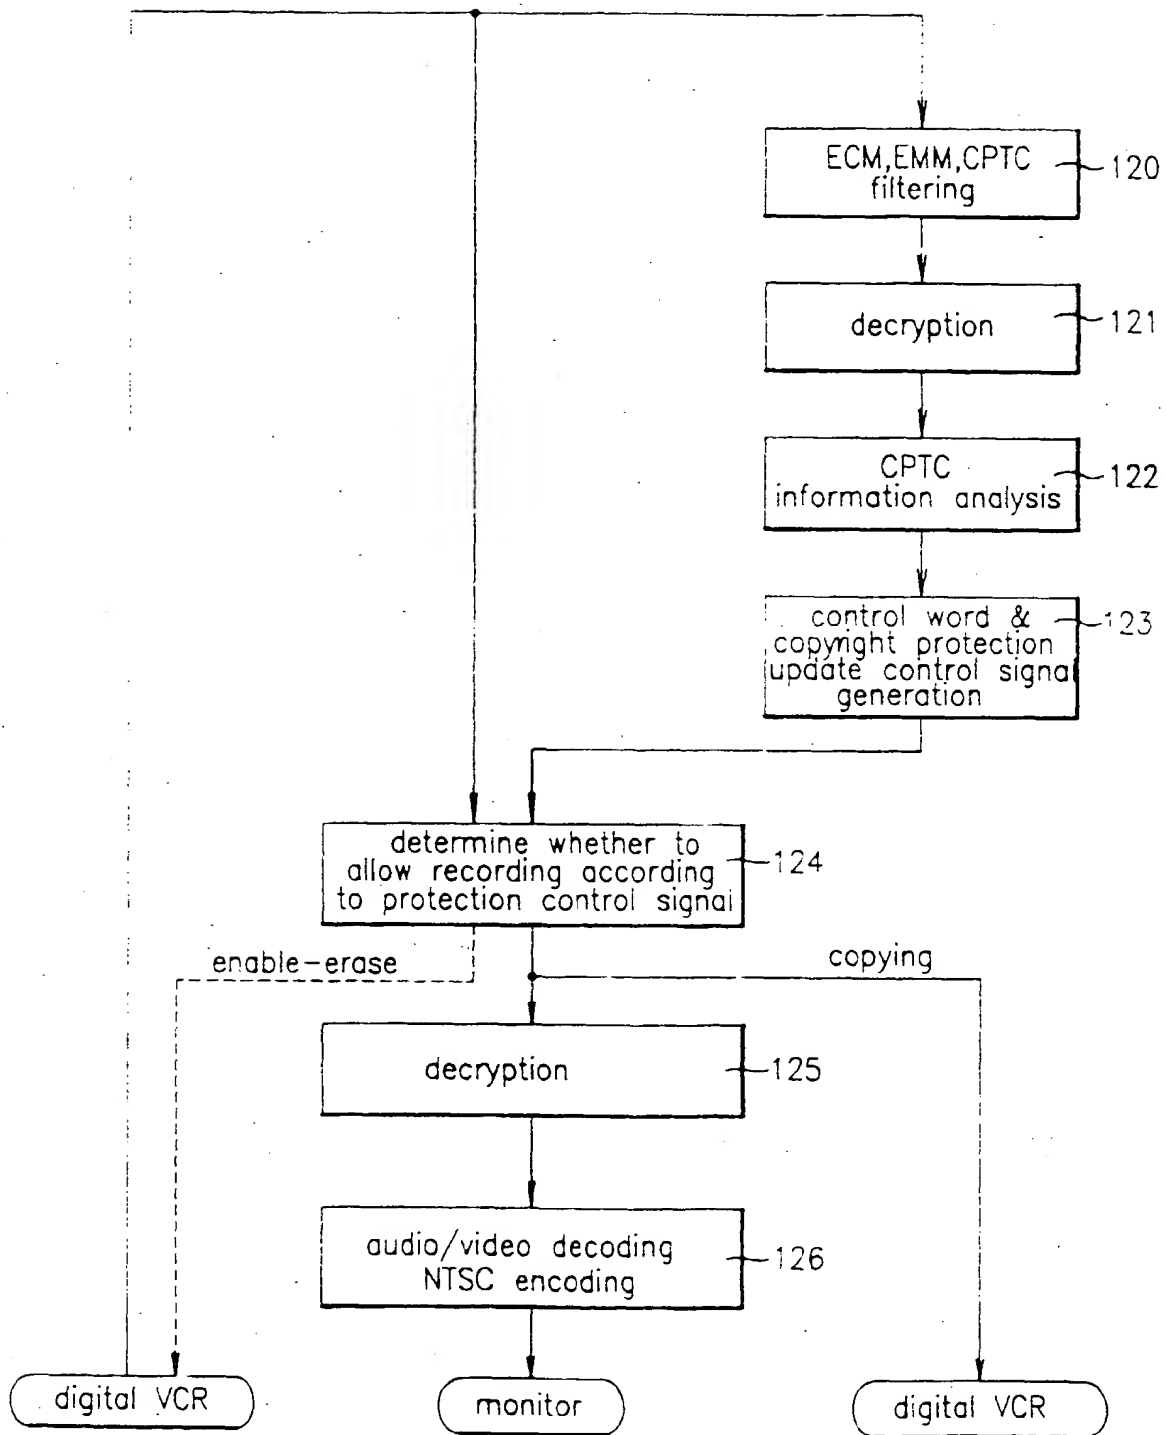 ECM,EMM,CPTC
filtering
120
decryption
121
CPTC
information analysis
122
control word &
copyright protection
update control signal
generation
123
determine whether to
allow recording according
to protection control signal
124
enable-erase
copying
decryption
125
audio/video decoding
NTSC encoding
126
digital VCR
monitor
digital VCR